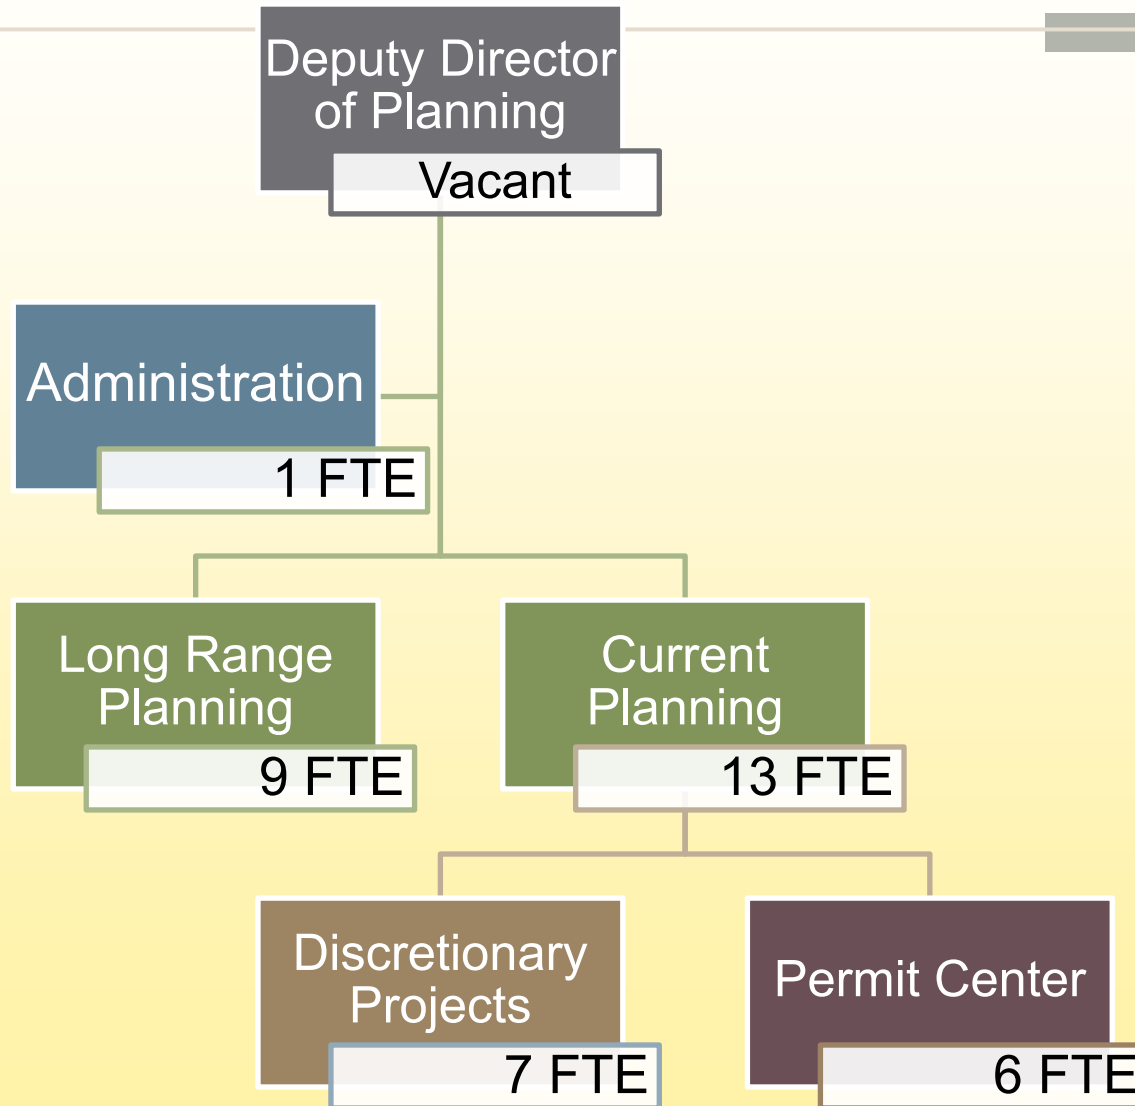 Deputy Director
of Planning
Vacant
Administration
1 FTE
Long Range
Planning
9 FTE
Current
Planning
13 FTE
Discretionary
Projects
7 FTE
Permit Center
6 FTE